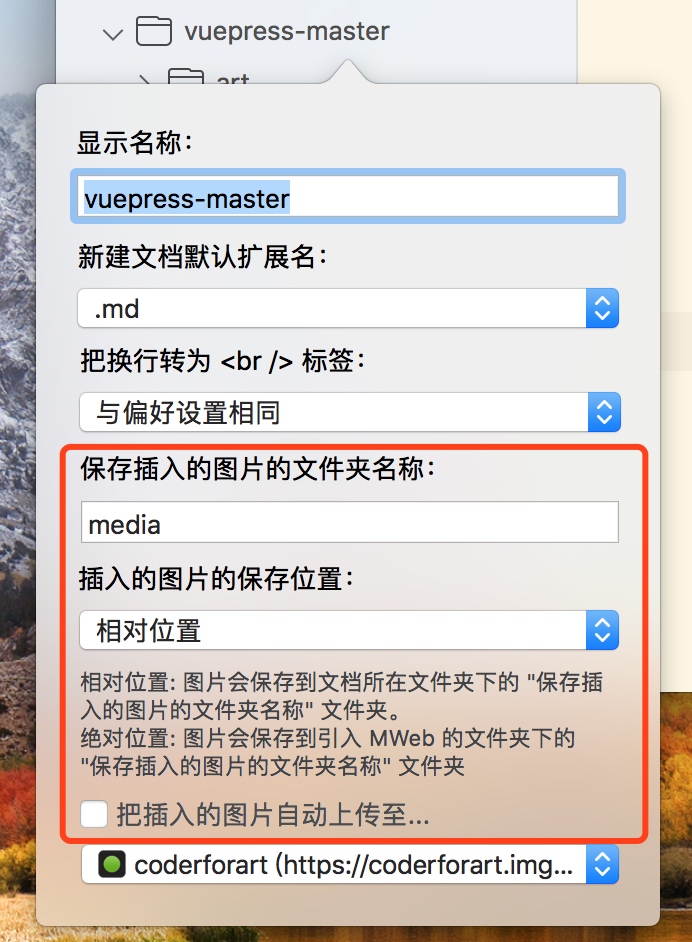 vuepress-master
art
显示名称：
vuepress-master
新建文档默认扩展名：
.md
把换行转为 <br /> 标签：
与偏好设置相同
保存插入的图片的文件夹名称：
media
插入的图片的保存位置：
相对位置
相对位置: 图片会保存到文档所在文件夹下的 "保存插
入的图片的文件夹名称" 文件夹。
绝对位置: 图片会保存到引入 MWeb 的文件夹下的
"保存插入的图片的文件夹名称" 文件夹
把插入的图片自动上传至...
coderforart (https://coderforart.img...